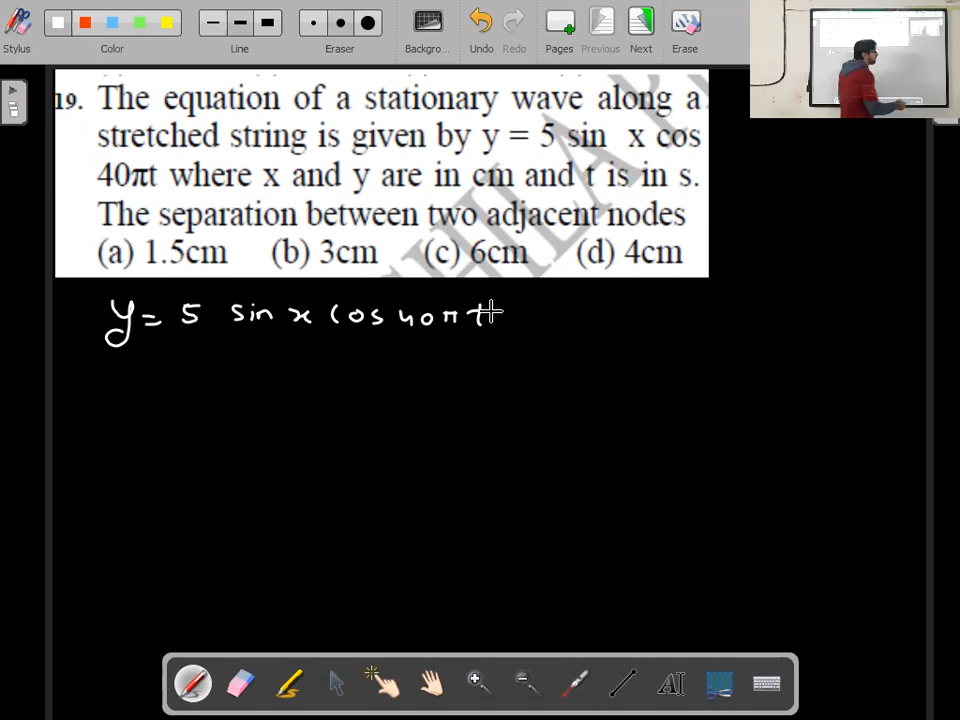 Stylus
Color
Line
Eraser
Backgro...
Undo
Redo
Pages
Previous
Next
Erase
19. The equation of a stationary wave along a
stretched string is given by y = 5 sin x cos
40πt where x and y are in cm and t is in s.
The separation between two adjacent nodes
(a) 1.5cm (b) 3cm (c) 6cm (d) 4cm
y = 5 sin x cos 40 π t
AI